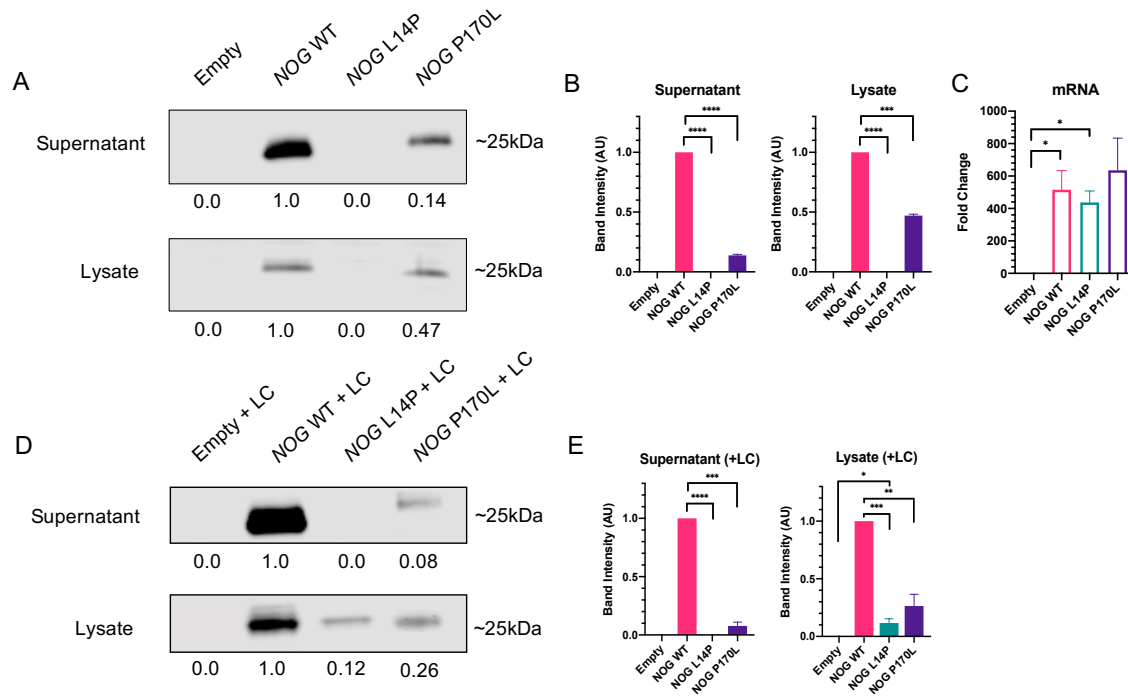 A
Empty
NOG WT
NOG L14P
NOG P170L
Supernatant
~25kDa
0.0 1.0 0.0 0.14
Lysate
~25kDa
0.0 1.0 0.0 0.47
B
Supernatant
****
****
Band Intensity (AU)
1.0
0.5
0.0
Empty
NOG WT
NOG L14P
NOG P170L
Lysate
***
****
Band Intensity (AU)
1.0
0.5
0.0
Empty
NOG WT
NOG L14P
NOG P170L
C
mRNA
*
*
Fold Change
1000
800
600
400
200
0
Empty
NOG WT
NOG L14P
NOG P170L
D
Empty + LC
NOG WT + LC
NOG L14P + LC
NOG P170L + LC
Supernatant
~25kDa
0.0 1.0 0.0 0.08
Lysate
~25kDa
0.0 1.0 0.12 0.26
E
Supernatant (+LC)
***
****
Band Intensity (AU)
1.0
0.5
0.0
Empty
NOG WT
NOG L14P
NOG P170L
Lysate (+LC)
*
**
***
Band Intensity (AU)
1.0
0.5
0.0
Empty
NOG WT
NOG L14P
NOG P170L